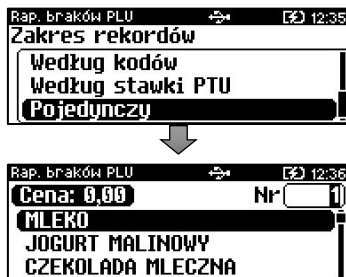 Rap. braków PLU 12:35
Zakres rekordów
Według kodów
Według stawki PTU
Pojedynczy
Rap. braków PLU 12:36
Cena: 0,00 Nr 1
MLEKO
JOGURT MALINOWY
CZEKOLADA MLECZNA